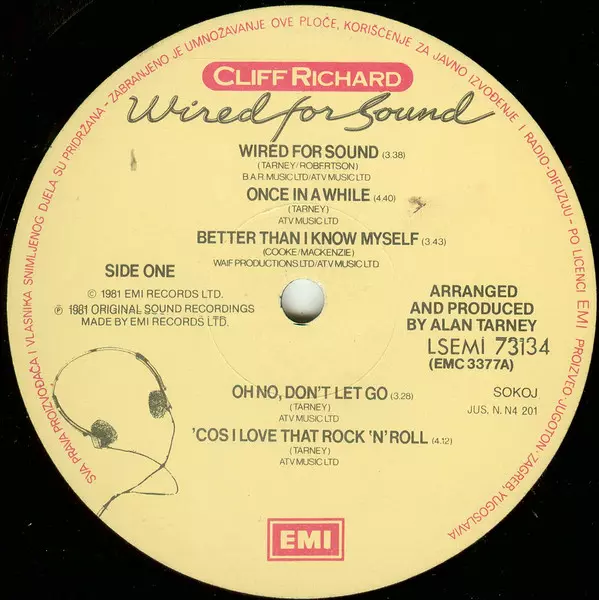 SVA PRAVA PROIZVOĐAČA I VLASNIKA SNIMLJENOG DJELA SU PRIDRŽANA - ZABRANJENO JE UMNOŽAVANJE OVE PLOČE, KORIŠĆENJE ZA JAVNO IZVOĐENJE I RADIO-DIFUZIJU - PO LICENCI EMI PROIZVEO JUGOTON-ZAGREB, YUGOSLAVIA
CLIFF RICHARD
Wired for Sound
WIRED FOR SOUND (3.38)
(TARNEY/ROBERTSON)
B.A.R. MUSIC LTD/ATV MUSIC LTD
ONCE IN A WHILE (4.40)
(TARNEY)
ATV MUSIC LTD
BETTER THAN I KNOW MYSELF (3.43)
(COOKE/MACKENZIE)
WAIF PRODUCTIONS LTD/ATV MUSIC LTD
SIDE ONE
© 1981 EMI RECORDS LTD.
℗ 1981 ORIGINAL SOUND RECORDINGS
MADE BY EMI RECORDS LTD.
ARRANGED
AND PRODUCED
BY ALAN TARNEY
LSEMI 73134
(EMC 3377A)
OH NO, DON'T LET GO (3.28)
(TARNEY)
ATV MUSIC LTD
SOKOJ
JUS. N. N4 201
'COS I LOVE THAT ROCK 'N' ROLL (4.12)
(TARNEY)
ATV MUSIC LTD
EMI